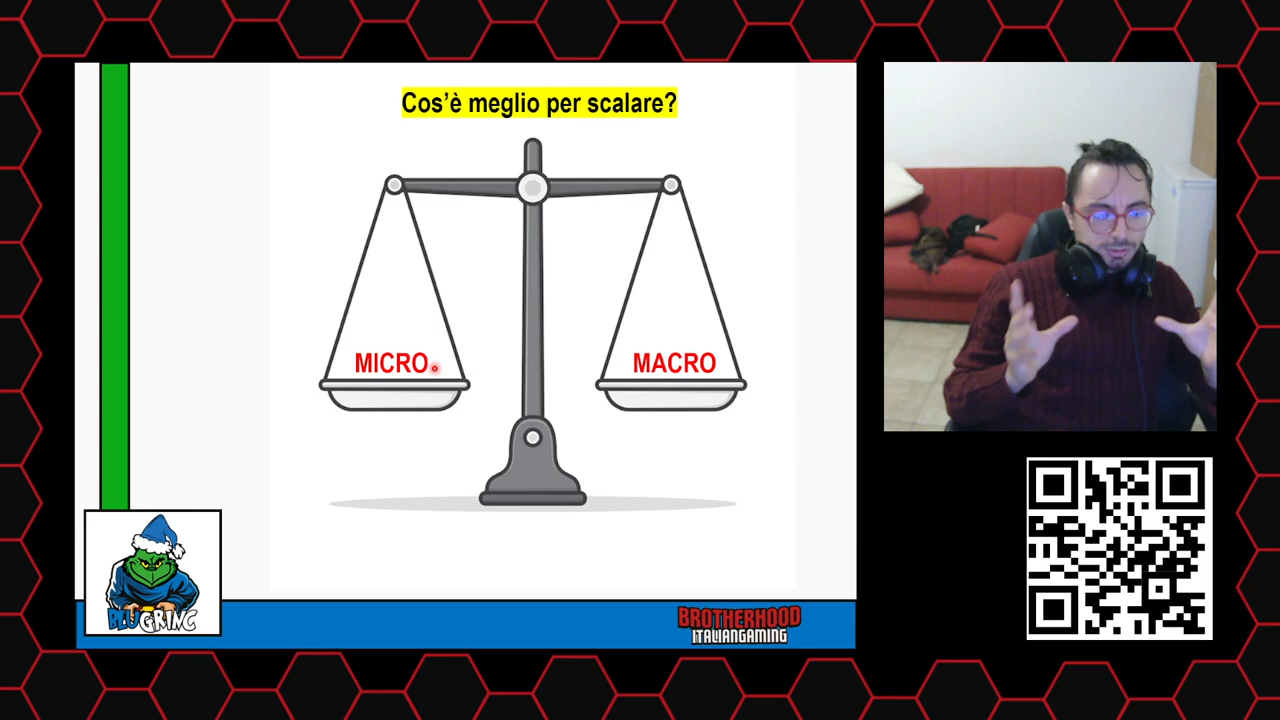 Cos'è meglio per scalare?
MICRO
MACRO
BLUGRINC
BROTHERHOOD
ITALIANGAMING